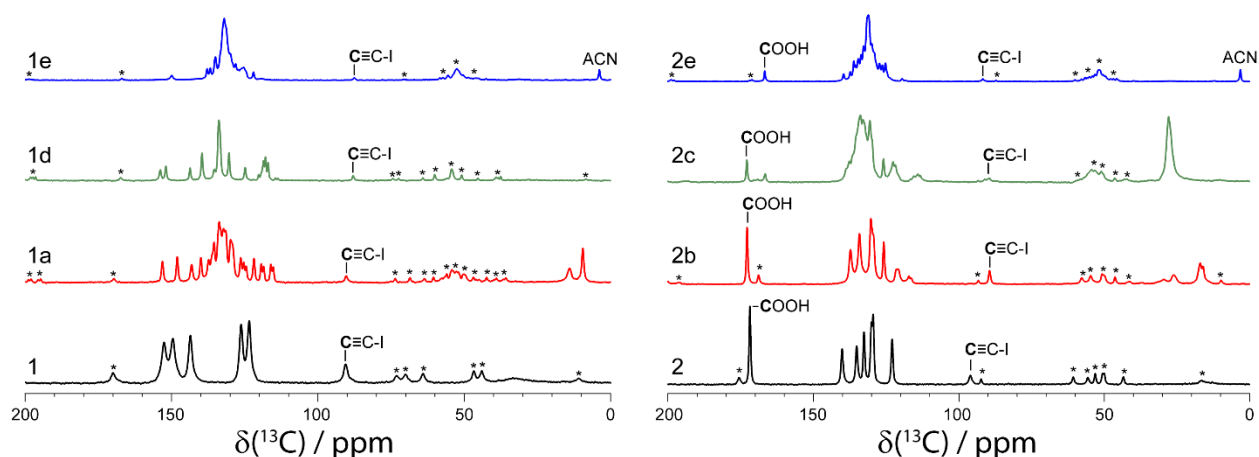 1e
* * C≡C-I * * * ACN
1d
* * C≡C-I * * * * * * * *
1a
* * * C≡C-I * * * * * * * * * * * *
1
* C≡C-I * * * * * *
200 150 100 50 0
δ(¹³C) / ppm
2e
* * COOH C≡C-I * * * * * ACN
2c
COOH C≡C-I * * * * *
2b
* COOH * * C≡C-I * * * * * *
2
* -COOH C≡C-I * * * * * * *
200 150 100 50 0
δ(¹³C) / ppm